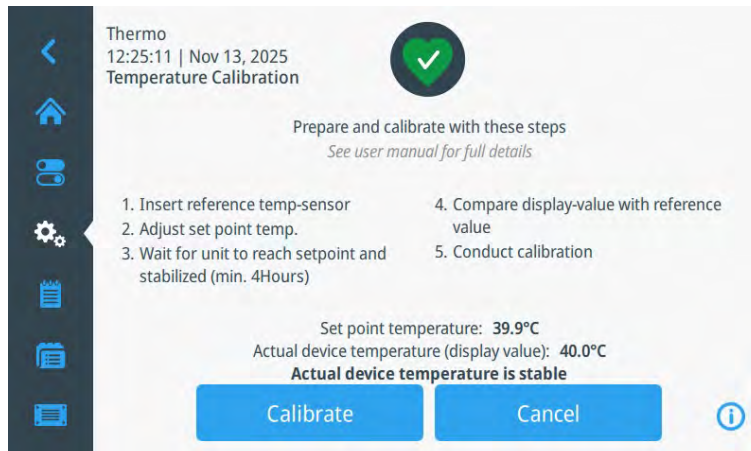 Thermo
12:25:11 | Nov 13, 2025
Temperature Calibration
Prepare and calibrate with these steps
See user manual for full details
1. Insert reference temp-sensor
2. Adjust set point temp.
3. Wait for unit to reach setpoint and
stabilized (min. 4Hours)
4. Compare display-value with reference
value
5. Conduct calibration
Set point temperature: 39.9°C
Actual device temperature (display value): 40.0°C
Actual device temperature is stable
Calibrate
Cancel